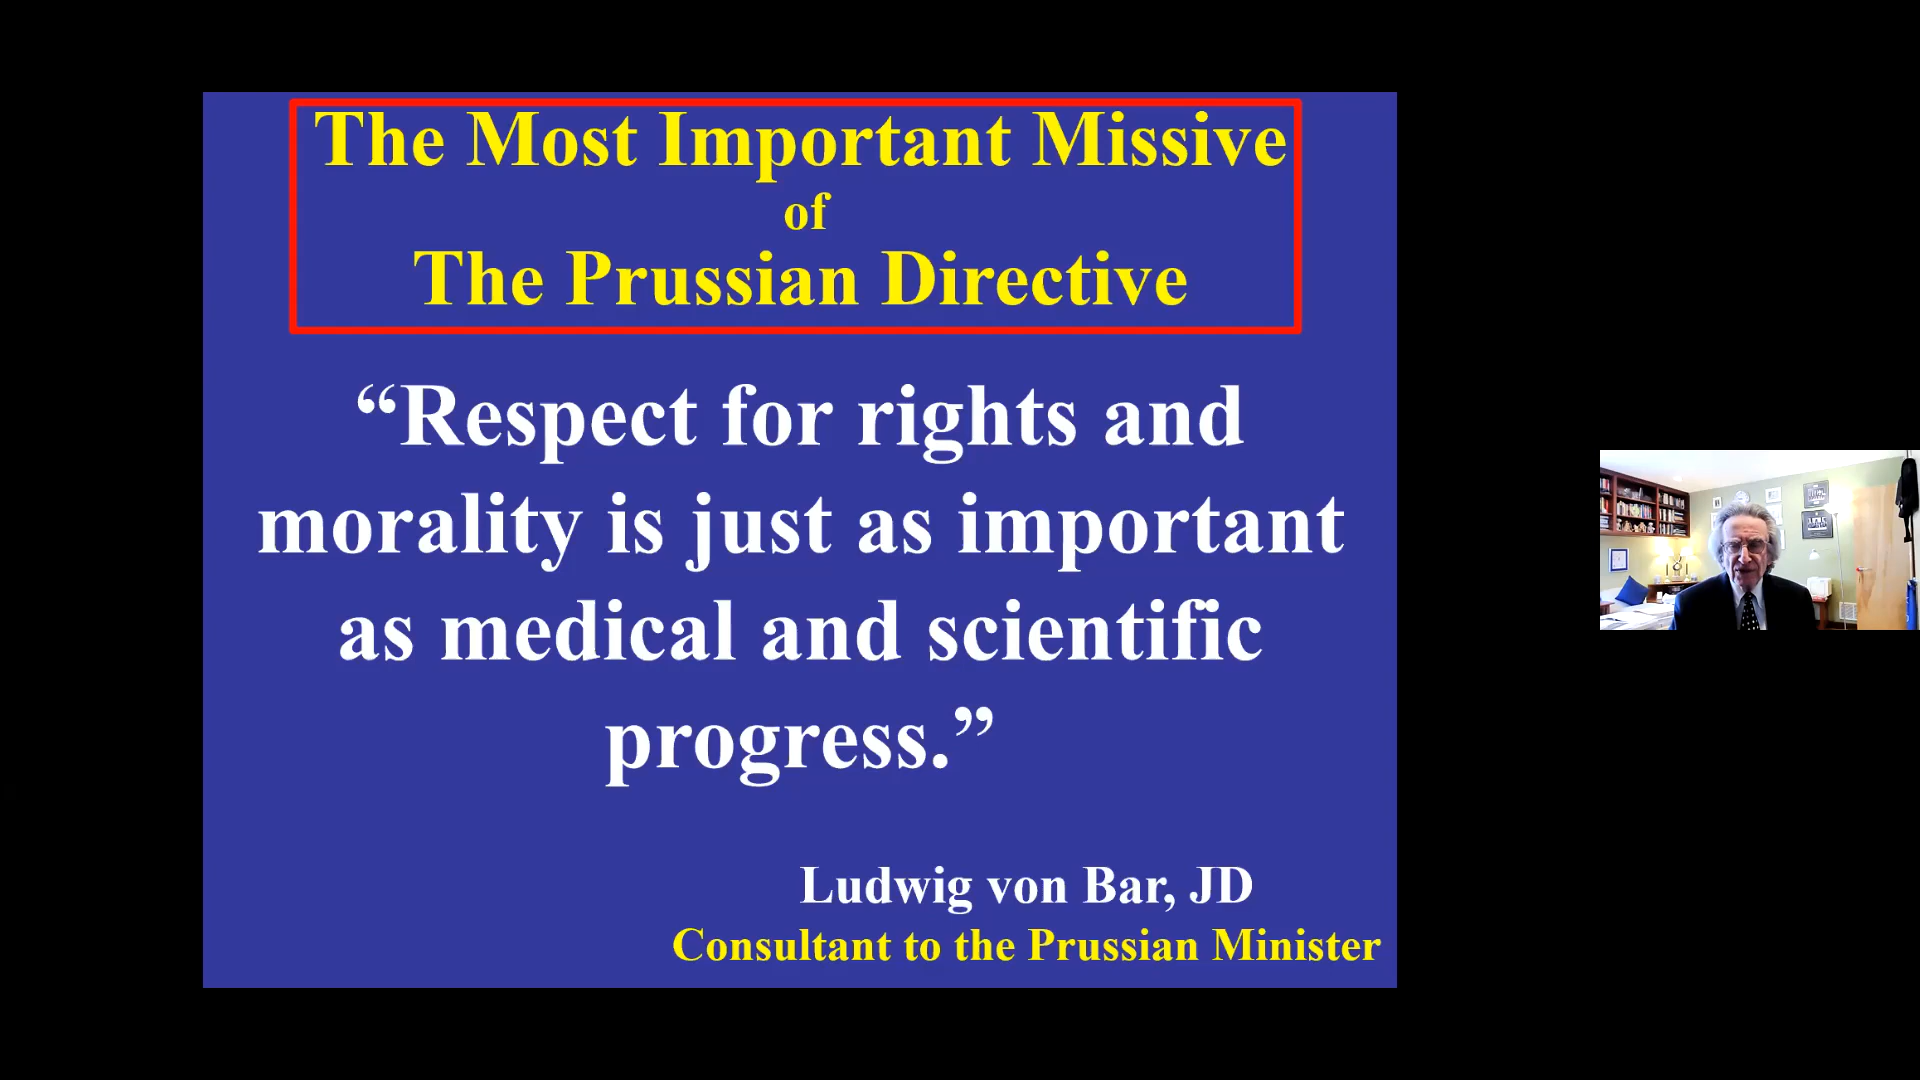 The Most Important Missive
of
The Prussian Directive
“Respect for rights and
morality is just as important
as medical and scientific
progress.”
Ludwig von Bar, JD
Consultant to the Prussian Minister